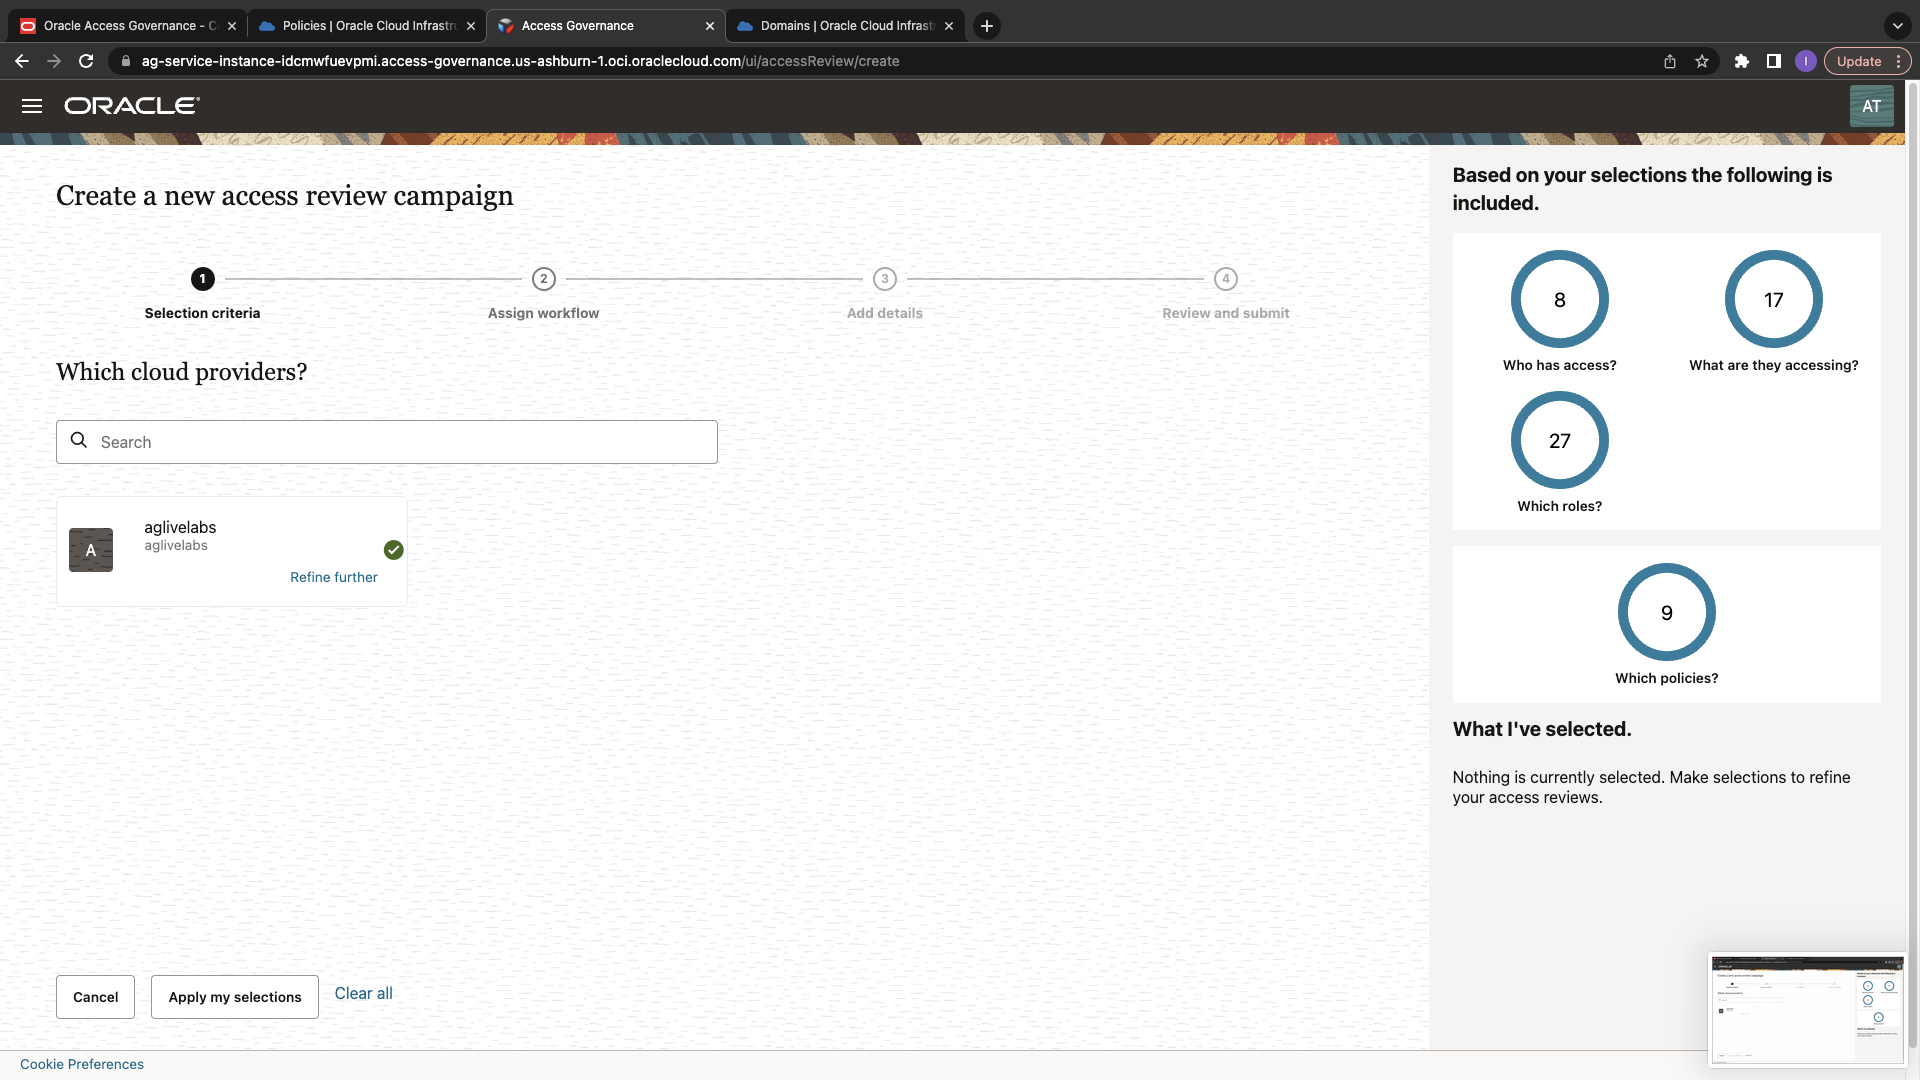 Oracle Access Governance - C
Policies | Oracle Cloud Infrastru
Access Governance
Domains | Oracle Cloud Infrast
ag-service-instance-idcmwfuevpmi.access-governance.us-ashburn-1.oci.oraclecloud.com/ui/accessReview/create
I
Update
ORACLE
AT
Create a new access review campaign
1
2
3
4
Selection criteria
Assign workflow
Add details
Review and submit
Which cloud providers?
Search
A
aglivelabs
aglivelabs
Refine further
Cancel
Apply my selections
Clear all
Cookie Preferences
Based on your selections the following is
included.
8
17
Who has access?
What are they accessing?
27
Which roles?
9
Which policies?
What I've selected.
Nothing is currently selected. Make selections to refine
your access reviews.